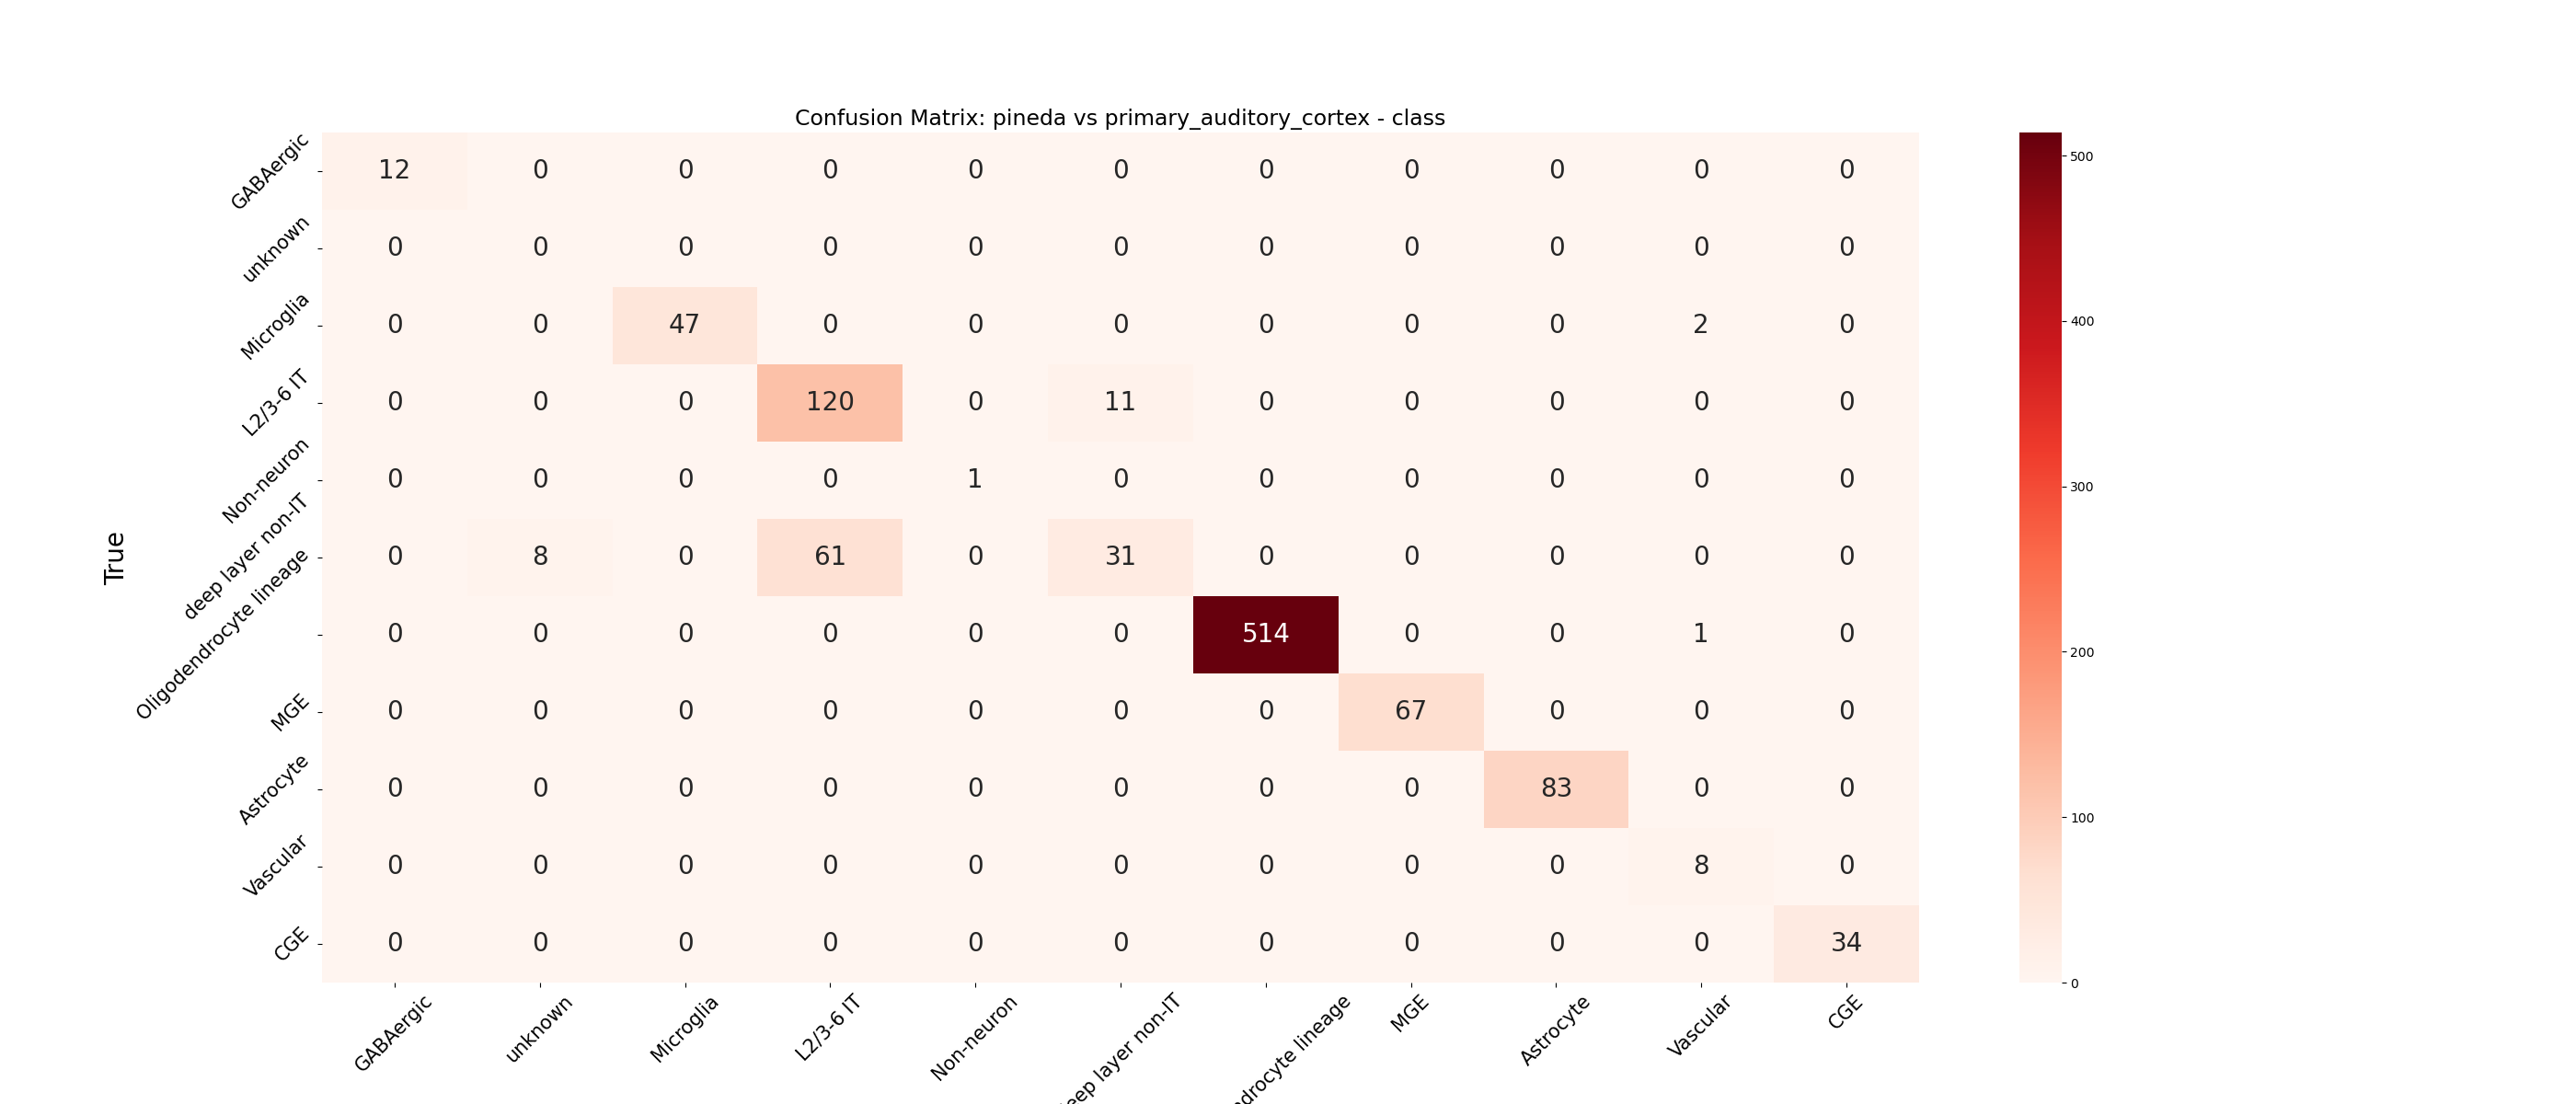 Confusion Matrix: pineda vs primary_auditory_cortex - class
True
GABAergic 12 0 0 0 0 0 0 0 0 0 0
unknown 0 0 0 0 0 0 0 0 0 0 0
Microglia 0 0 47 0 0 0 0 0 0 2 0
L2/3-6 IT 0 0 0 120 0 11 0 0 0 0 0
Non-neuron 0 0 0 0 1 0 0 0 0 0 0
deep layer non-IT 0 8 0 61 0 31 0 0 0 0 0
Oligodendrocyte lineage 0 0 0 0 0 0 514 0 0 1 0
MGE 0 0 0 0 0 0 0 67 0 0 0
Astrocyte 0 0 0 0 0 0 0 0 83 0 0
Vascular 0 0 0 0 0 0 0 0 0 8 0
CGE 0 0 0 0 0 0 0 0 0 0 34
GABAergic unknown Microglia L2/3-6 IT Non-neuron layer non-IT lineage MGE Astrocyte Vascular CGE
500
400
300
200
100
0